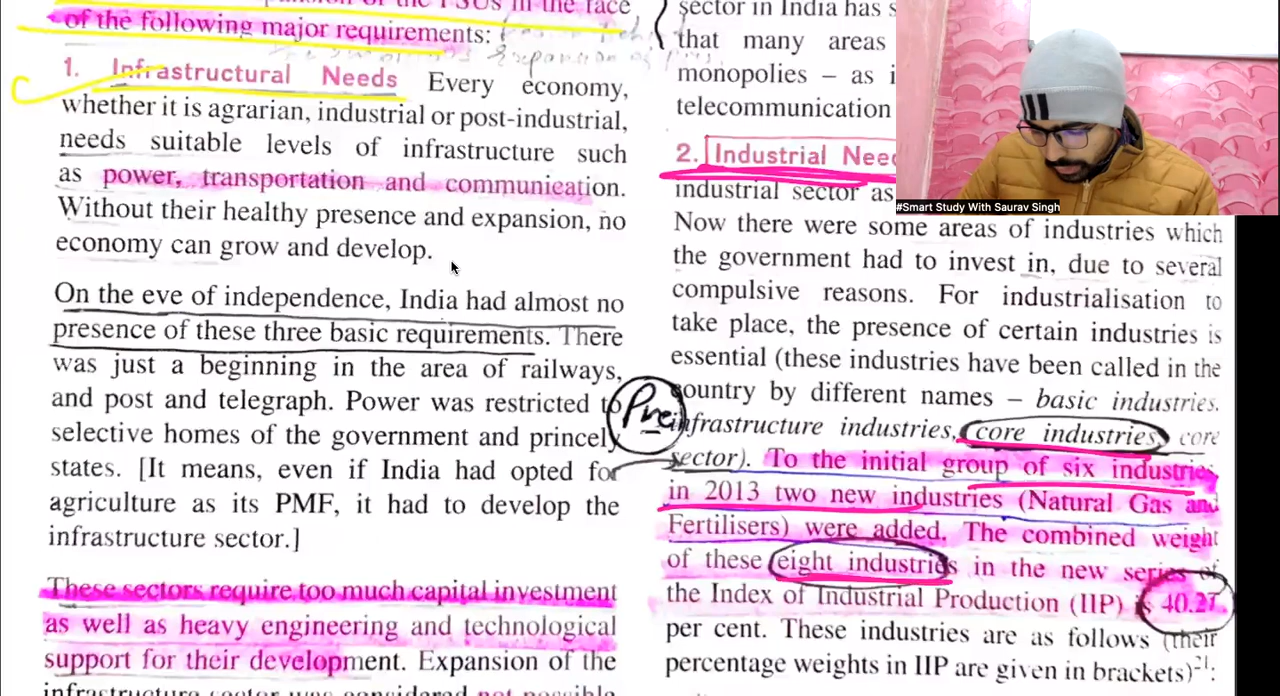 of the PSUs in the face
of the following major requirements:
1. Infrastructural Needs Every economy,
whether it is agrarian, industrial or post-industrial,
needs suitable levels of infrastructure such
as power, transportation and communication.
Without their healthy presence and expansion, no
economy can grow and develop.
On the eve of independence, India had almost no
presence of these three basic requirements. There
was just a beginning in the area of railways,
and post and telegraph. Power was restricted to
selective homes of the government and princely
states. [It means, even if India had opted for
agriculture as its PMF, it had to develop the
infrastructure sector.]
These sectors require too much capital investment
as well as heavy engineering and technological
support for their development. Expansion of the
infrastructure sector was considered not possible
Pre
sector in India has
that many areas
monopolies – as
telecommunication
2. Industrial
industrial sector as
Now there were some areas of industries which
the government had to invest in, due to several
compulsive reasons. For industrialisation to
take place, the presence of certain industries is
essential (these industries have been called in the
country by different names – basic industries.
infrastructure industries, core industries, core
sector). To the initial group of six industries
in 2013 two new industries (Natural Gas and
Fertilisers) were added. The combined weight
of these eight industries in the new series of
the Index of Industrial Production (IIP) is 40.27
per cent. These industries are as follows (their
percentage weights in IIP are given in brackets)21:
#Smart Study With Saurav Singh